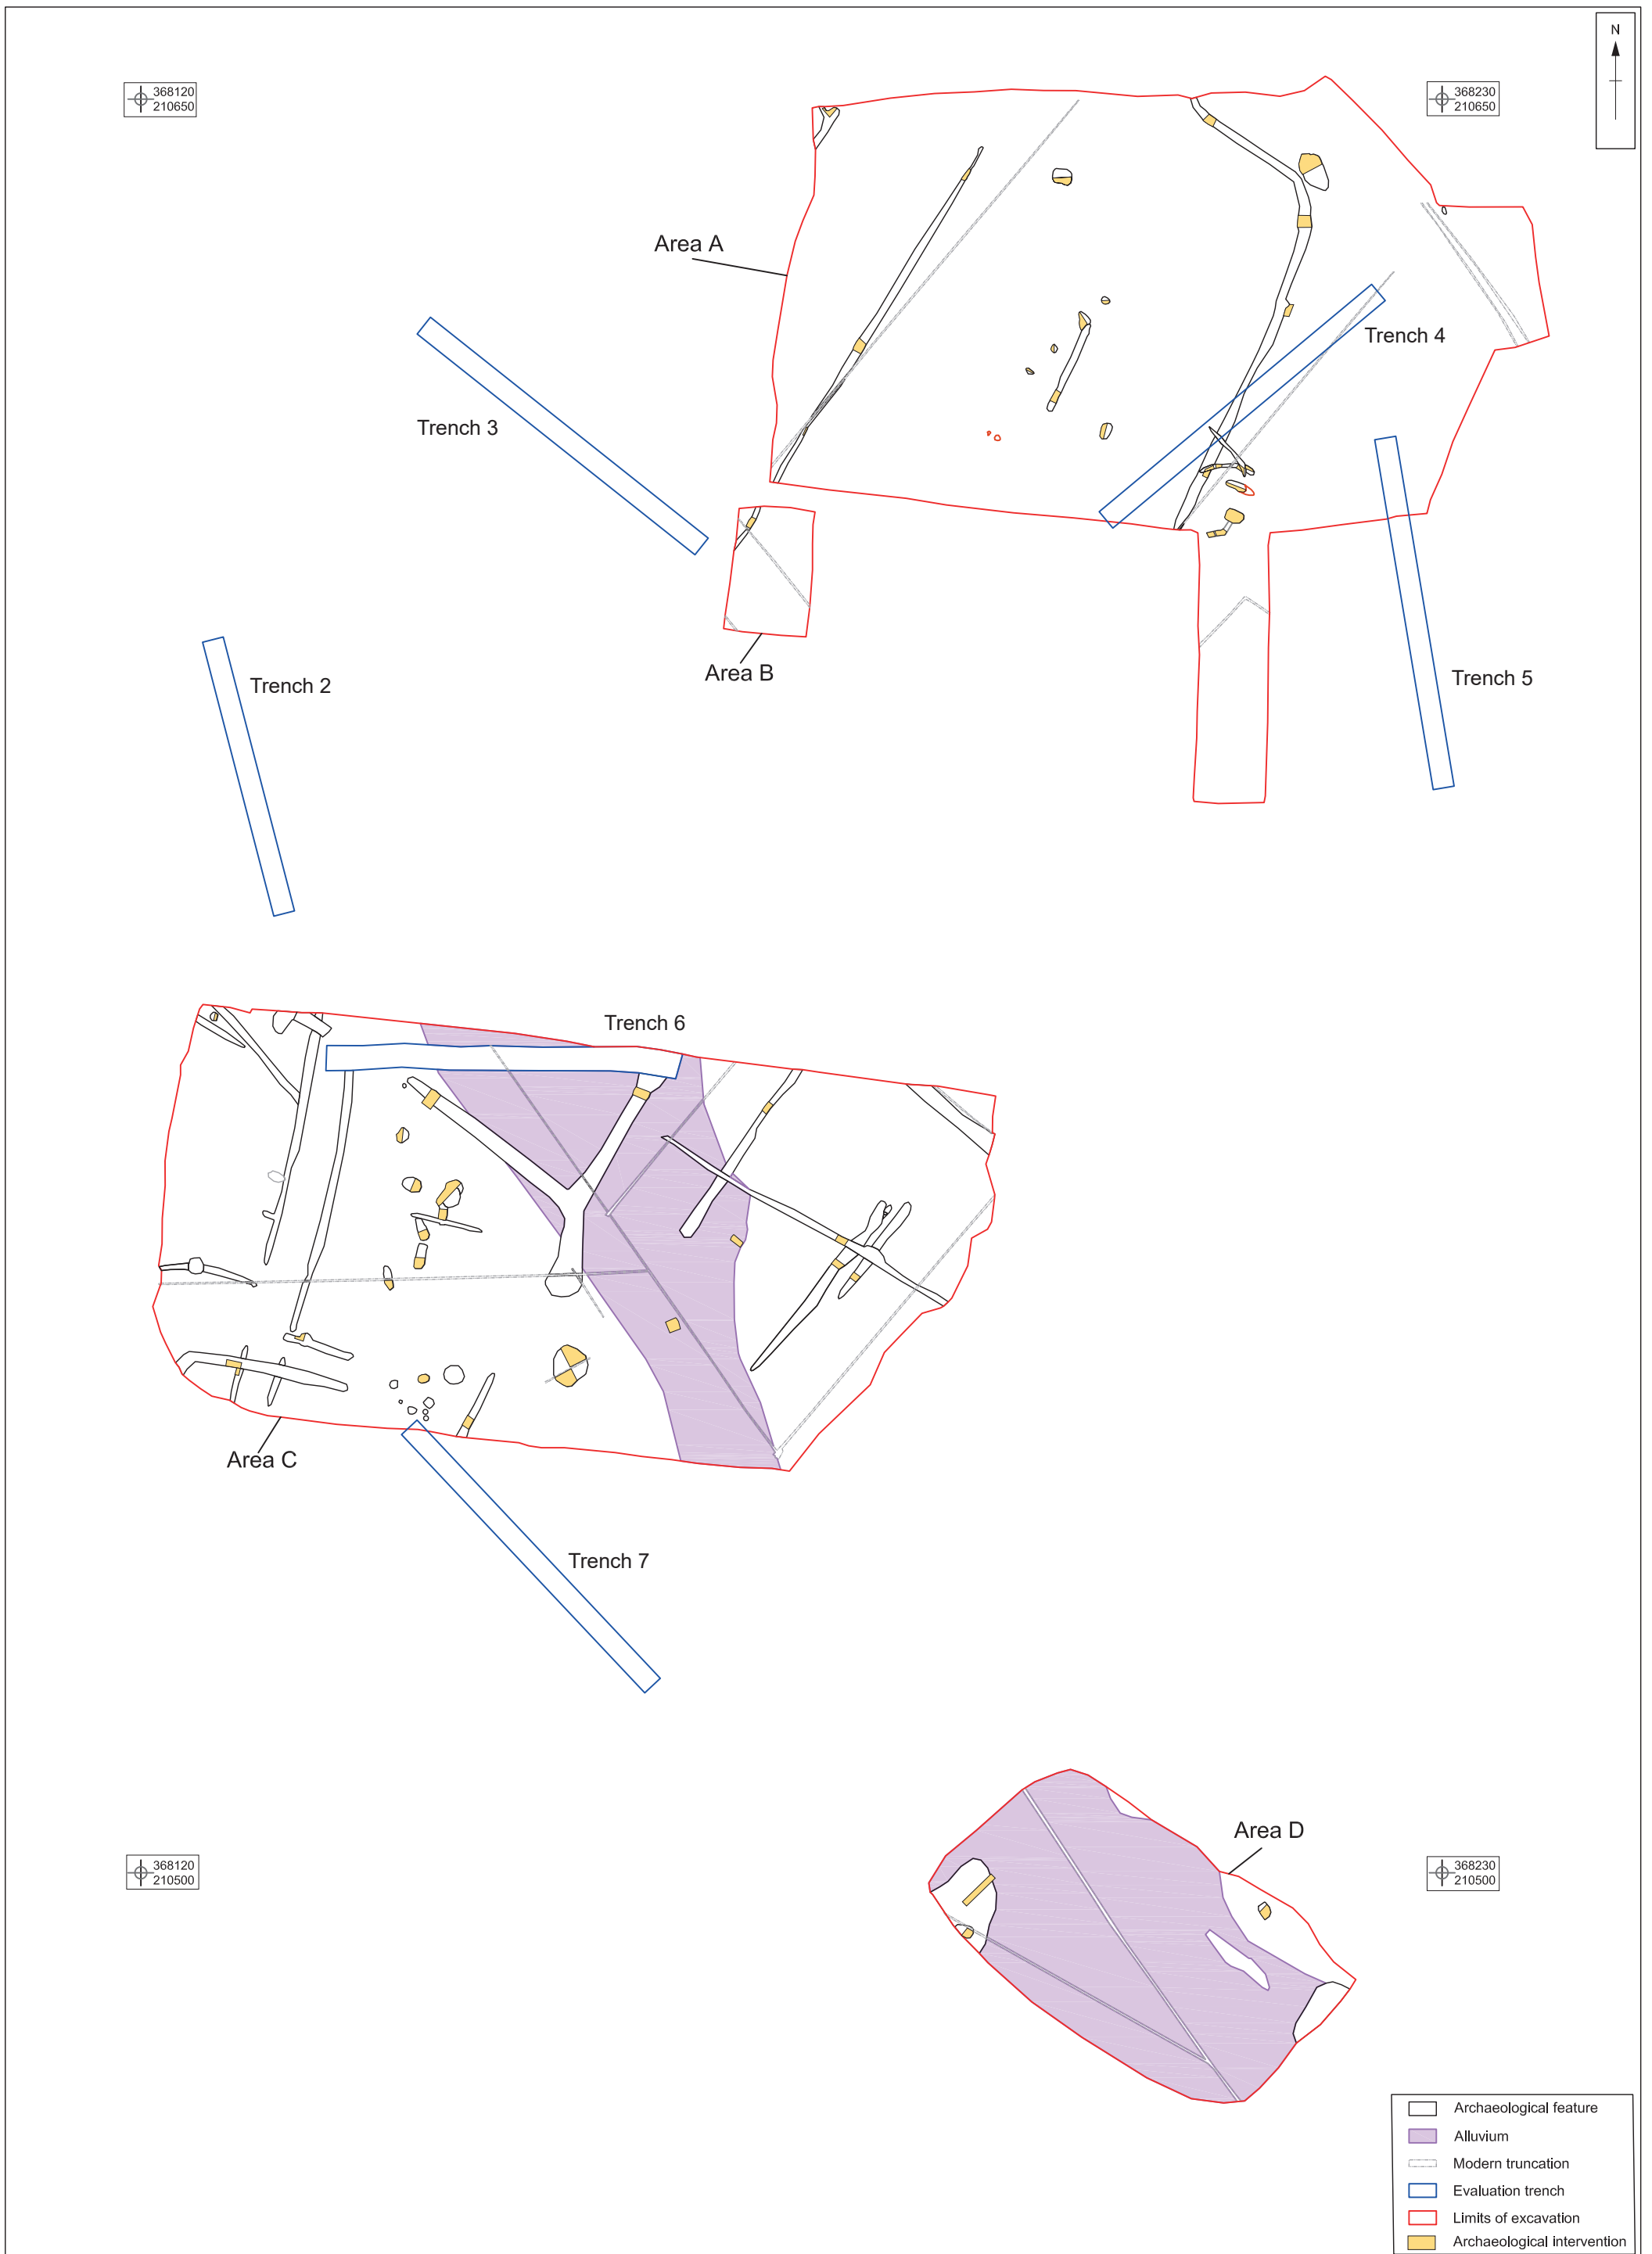 N
368120
210650
368230
210650
Area A
Trench 4
Trench 3
Area B
Trench 2
Trench 5
Trench 6
Area C
Trench 7
Area D
368120
210500
368230
210500
Archaeological feature
Alluvium
Modern truncation
Evaluation trench
Limits of excavation
Archaeological intervention